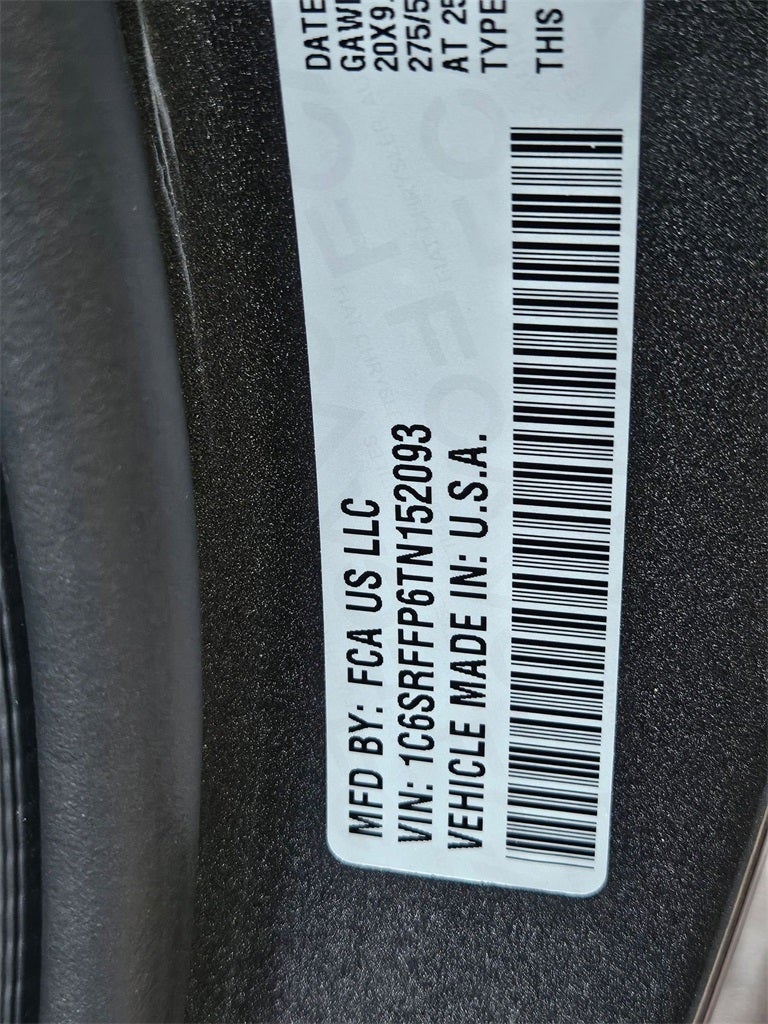 MFD BY: FCA US LLC
VIN: 1C6SRFFP6TN152093
VEHICLE MADE IN: U.S.A.
DATE
GAWR
20X9.
275/5
AT 25
TYPE
THIS